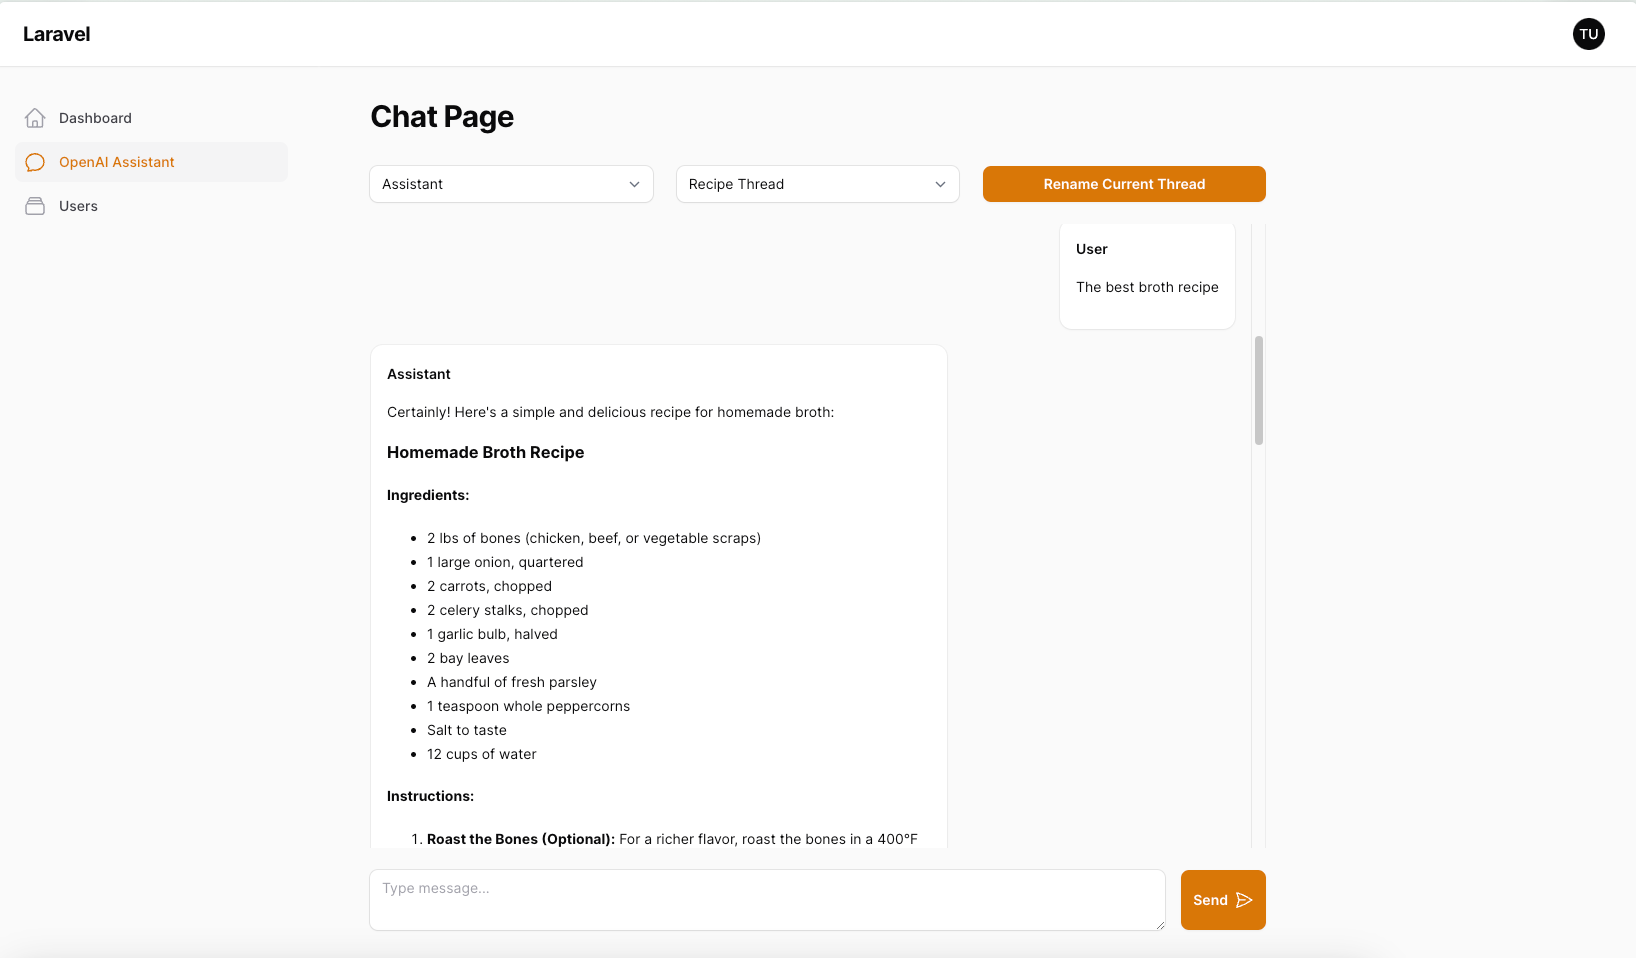 Laravel
TU
Dashboard
OpenAI Assistant
Users
Chat Page
Assistant
Recipe Thread
Rename Current Thread
User
The best broth recipe
Assistant
Certainly! Here's a simple and delicious recipe for homemade broth:
Homemade Broth Recipe
Ingredients:
2 lbs of bones (chicken, beef, or vegetable scraps)
1 large onion, quartered
2 carrots, chopped
2 celery stalks, chopped
1 garlic bulb, halved
2 bay leaves
A handful of fresh parsley
1 teaspoon whole peppercorns
Salt to taste
12 cups of water
Instructions:
1. Roast the Bones (Optional): For a richer flavor, roast the bones in a 400°F
Type message...
Send